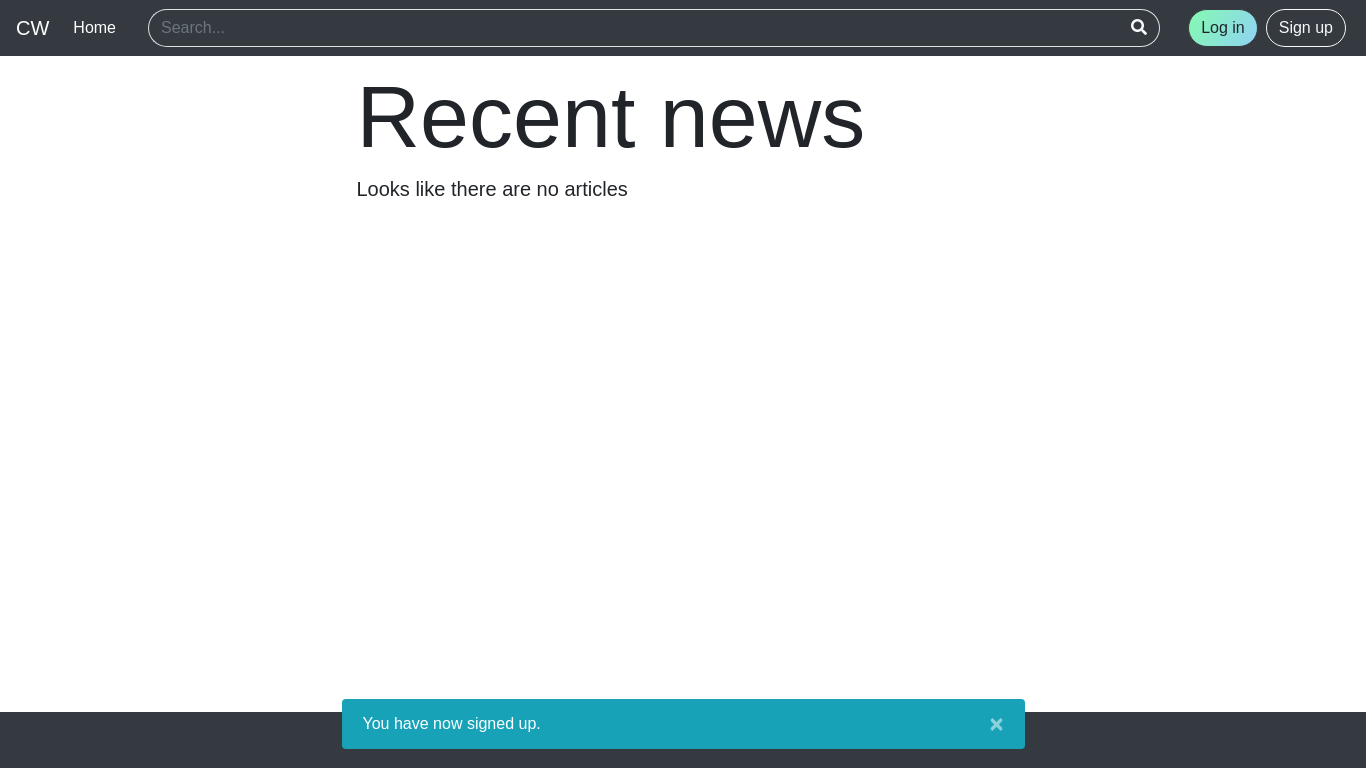 CW Home Search... Log in Sign up
Recent news
Looks like there are no articles
You have now signed up. ×